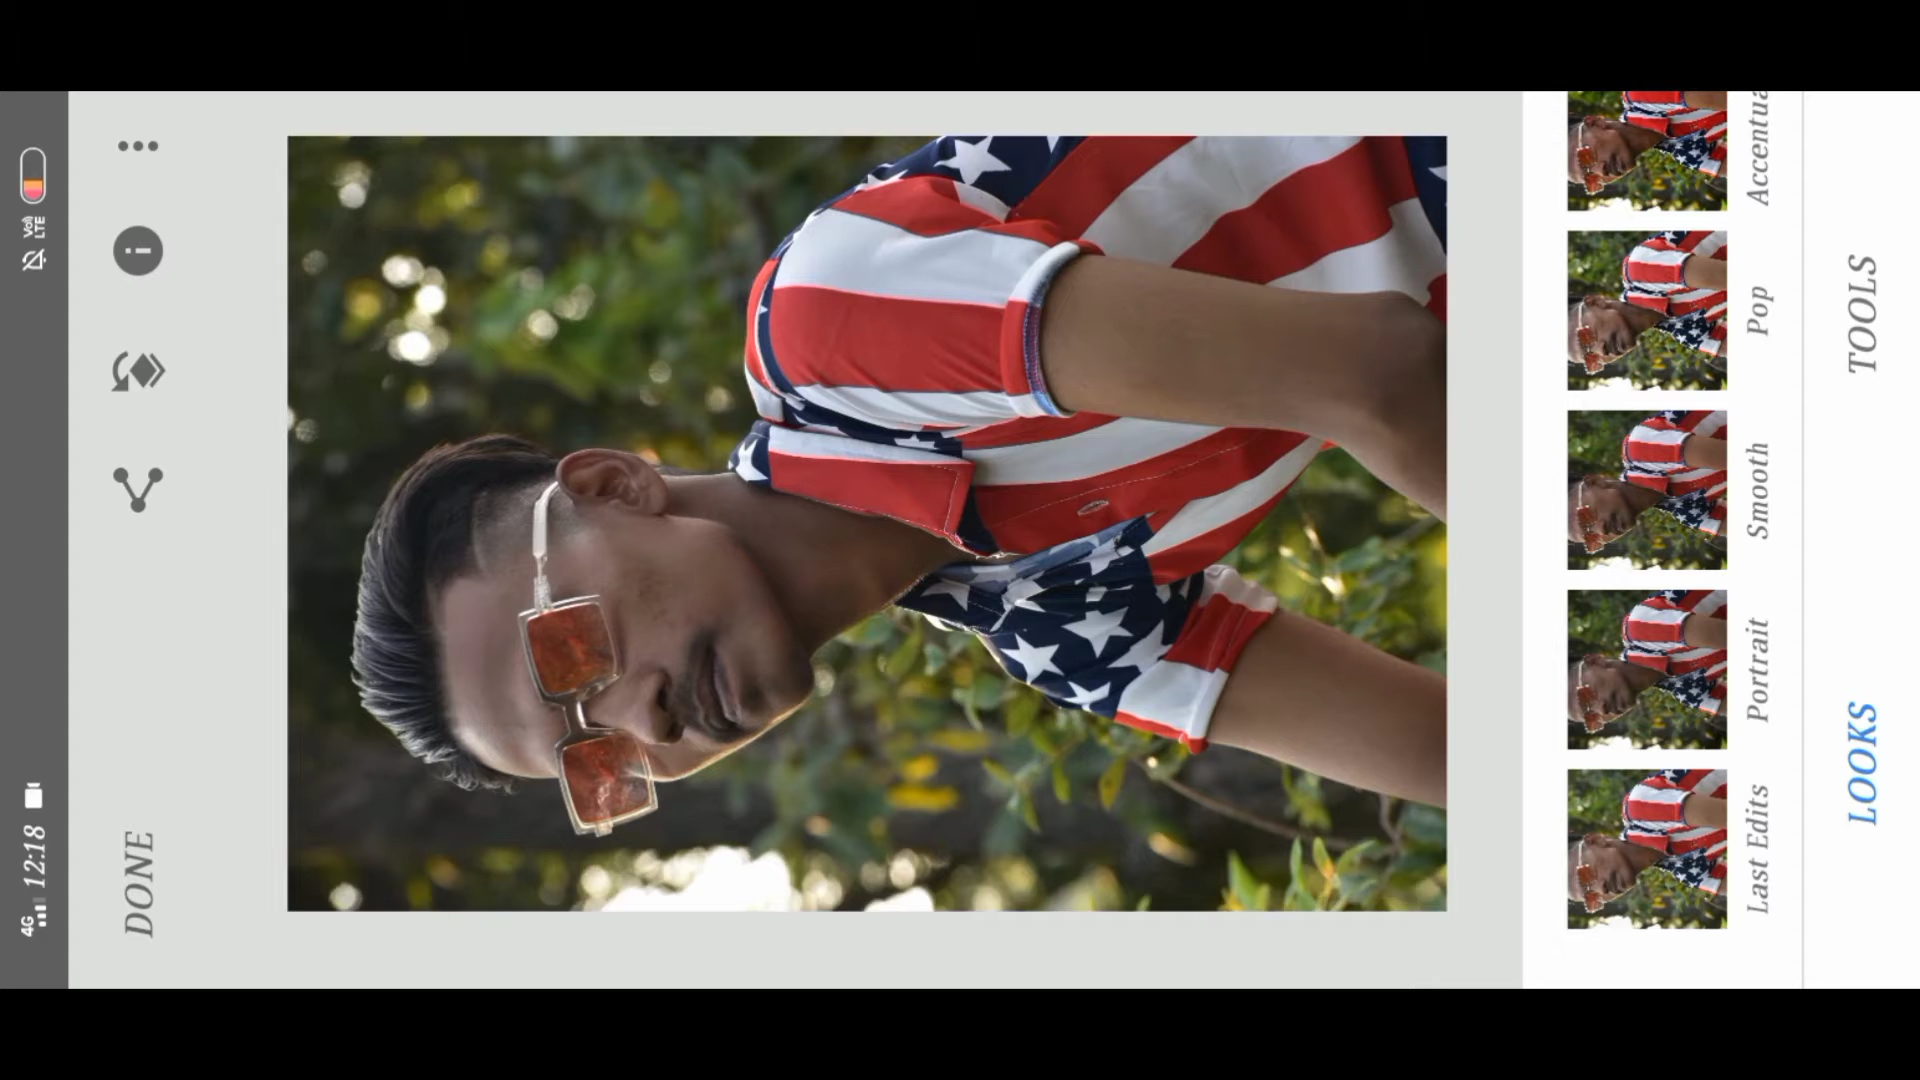 4G 12:18 Vo) LTE
DONE
Last Edits Portrait Smooth Pop Accentua
LOOKS TOOLS